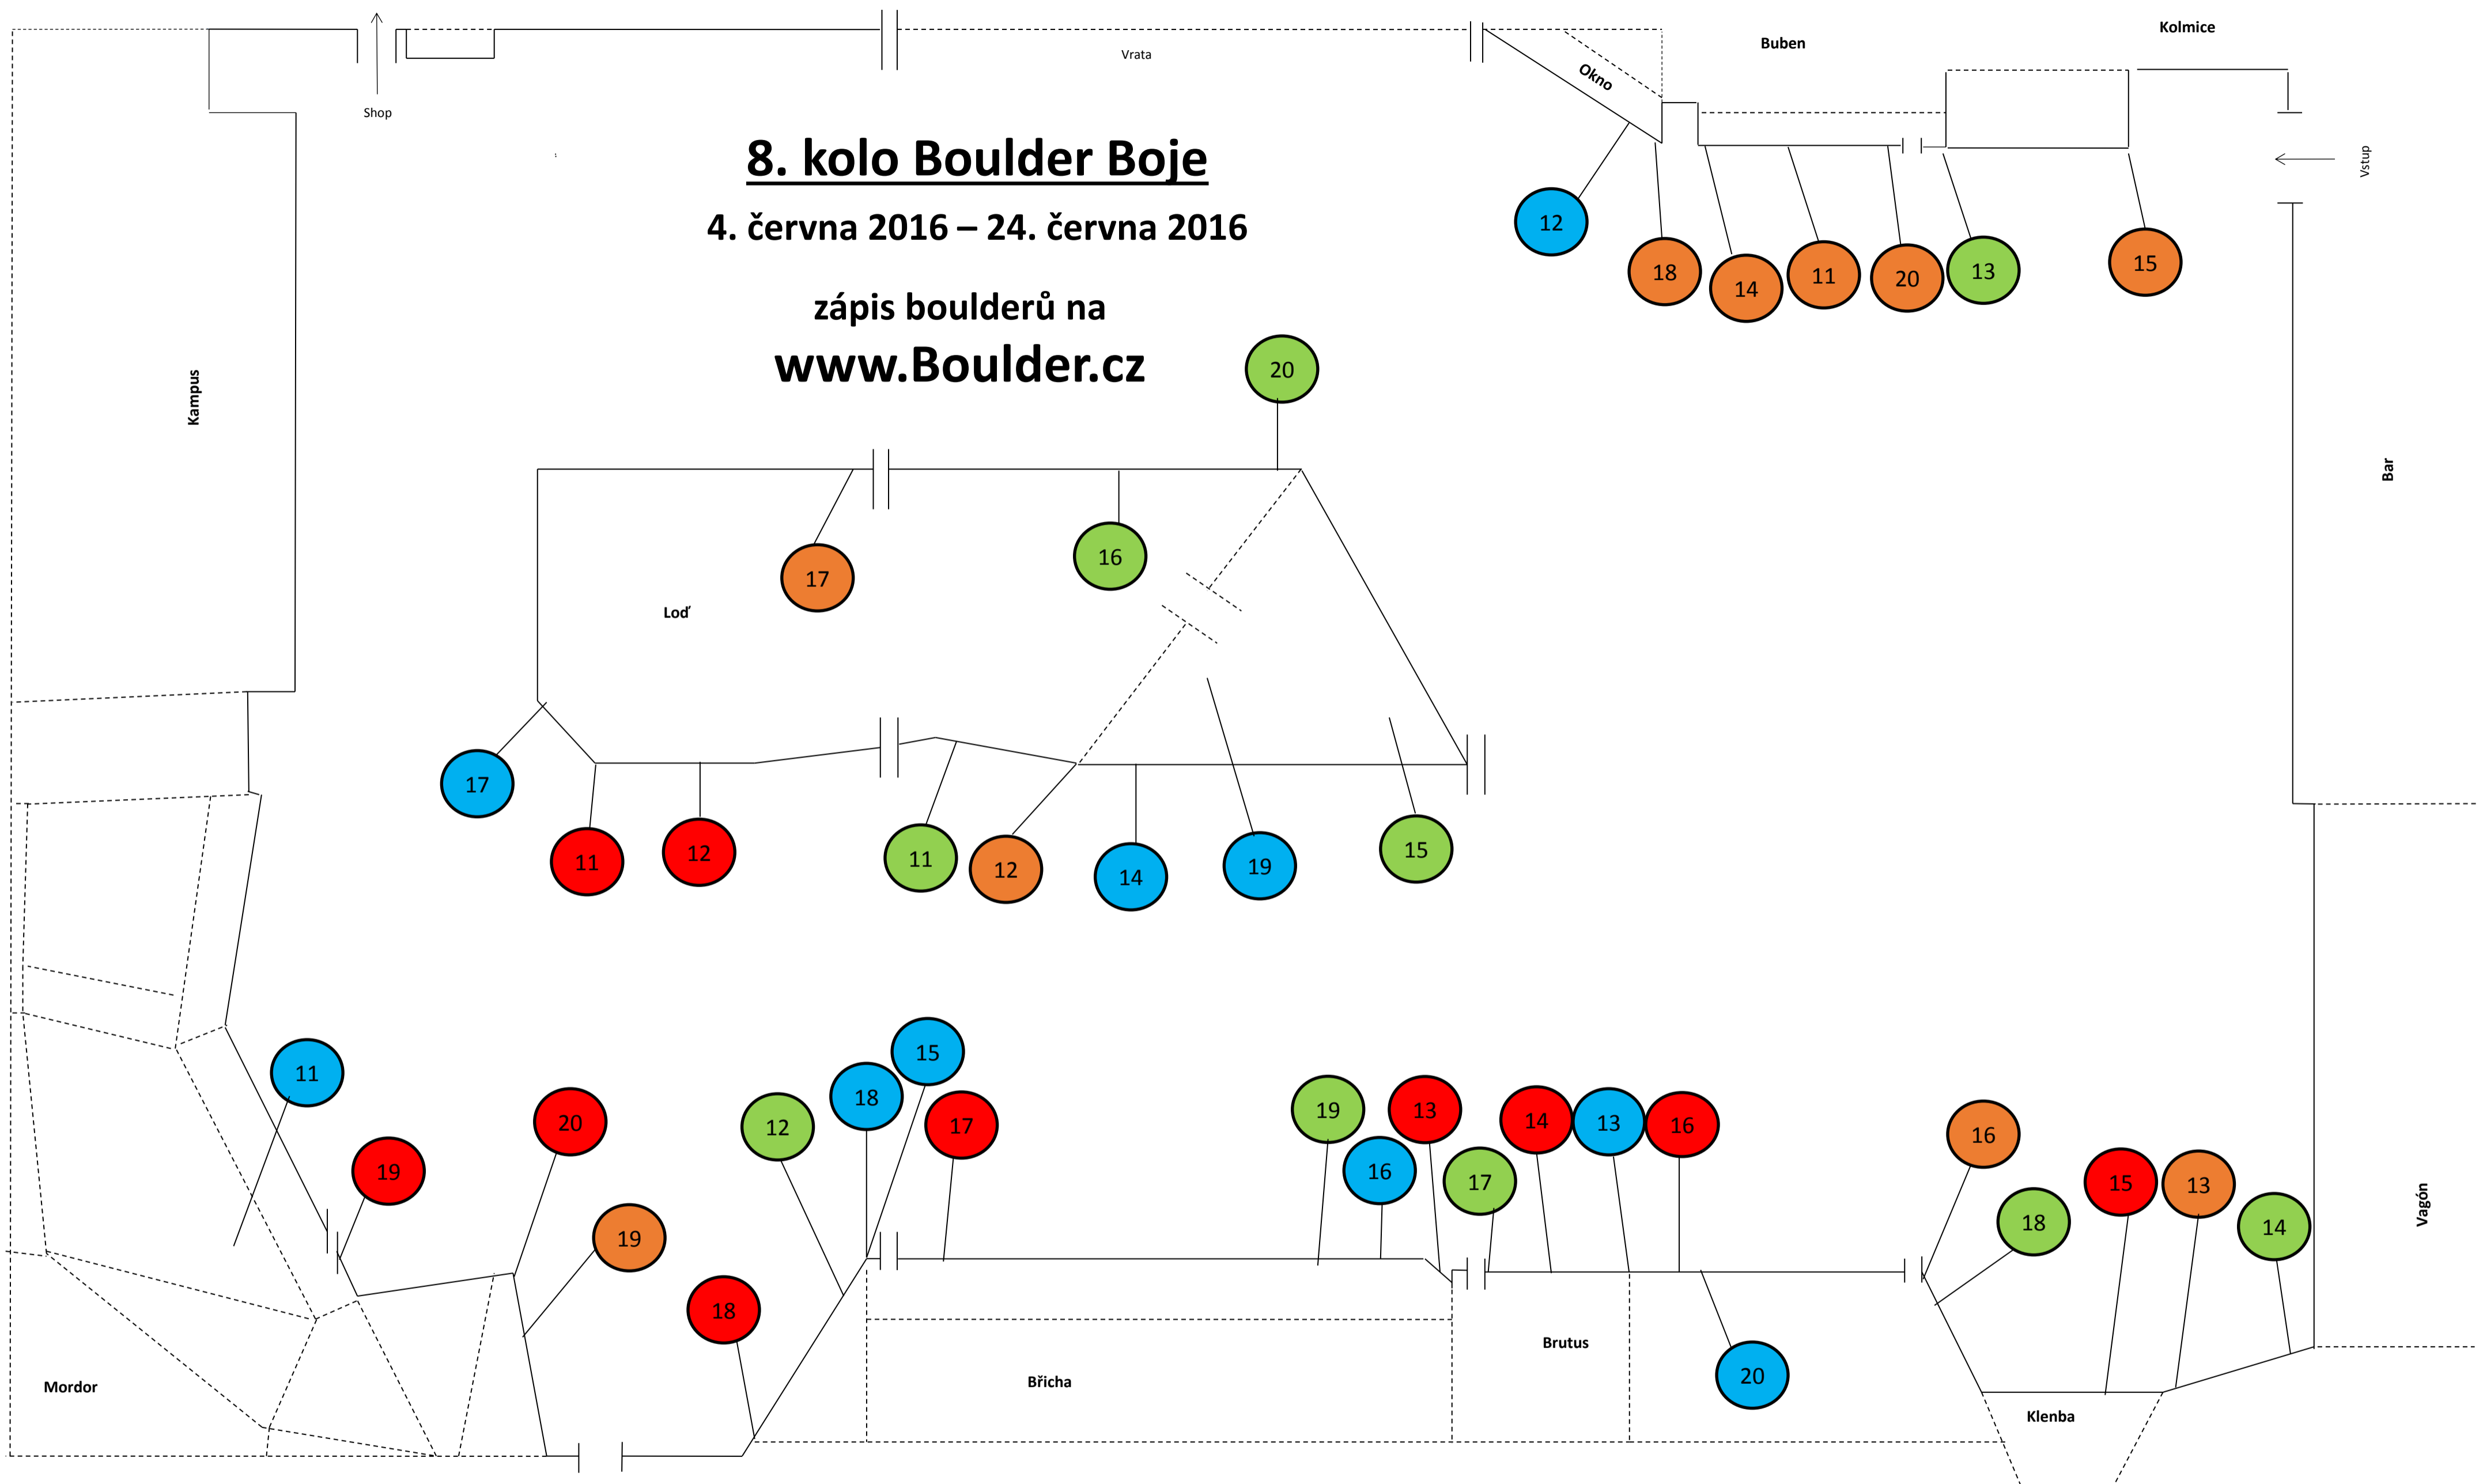 Kolmice
Buben
Vrata
Okno
Shop
8. kolo Boulder Boje
4. června 2016 – 24. června 2016
zápis boulderů na
www.Boulder.cz
Vstup
12
18
14
11
20
13
15
Kampus
20
Bar
16
17
Loď
17
11
12
11
12
14
19
15
11
19
20
19
18
12
18
15
17
19
16
13
17
14
13
16
20
16
18
15
13
14
Vagón
Mordor
Břicha
Brutus
Klenba